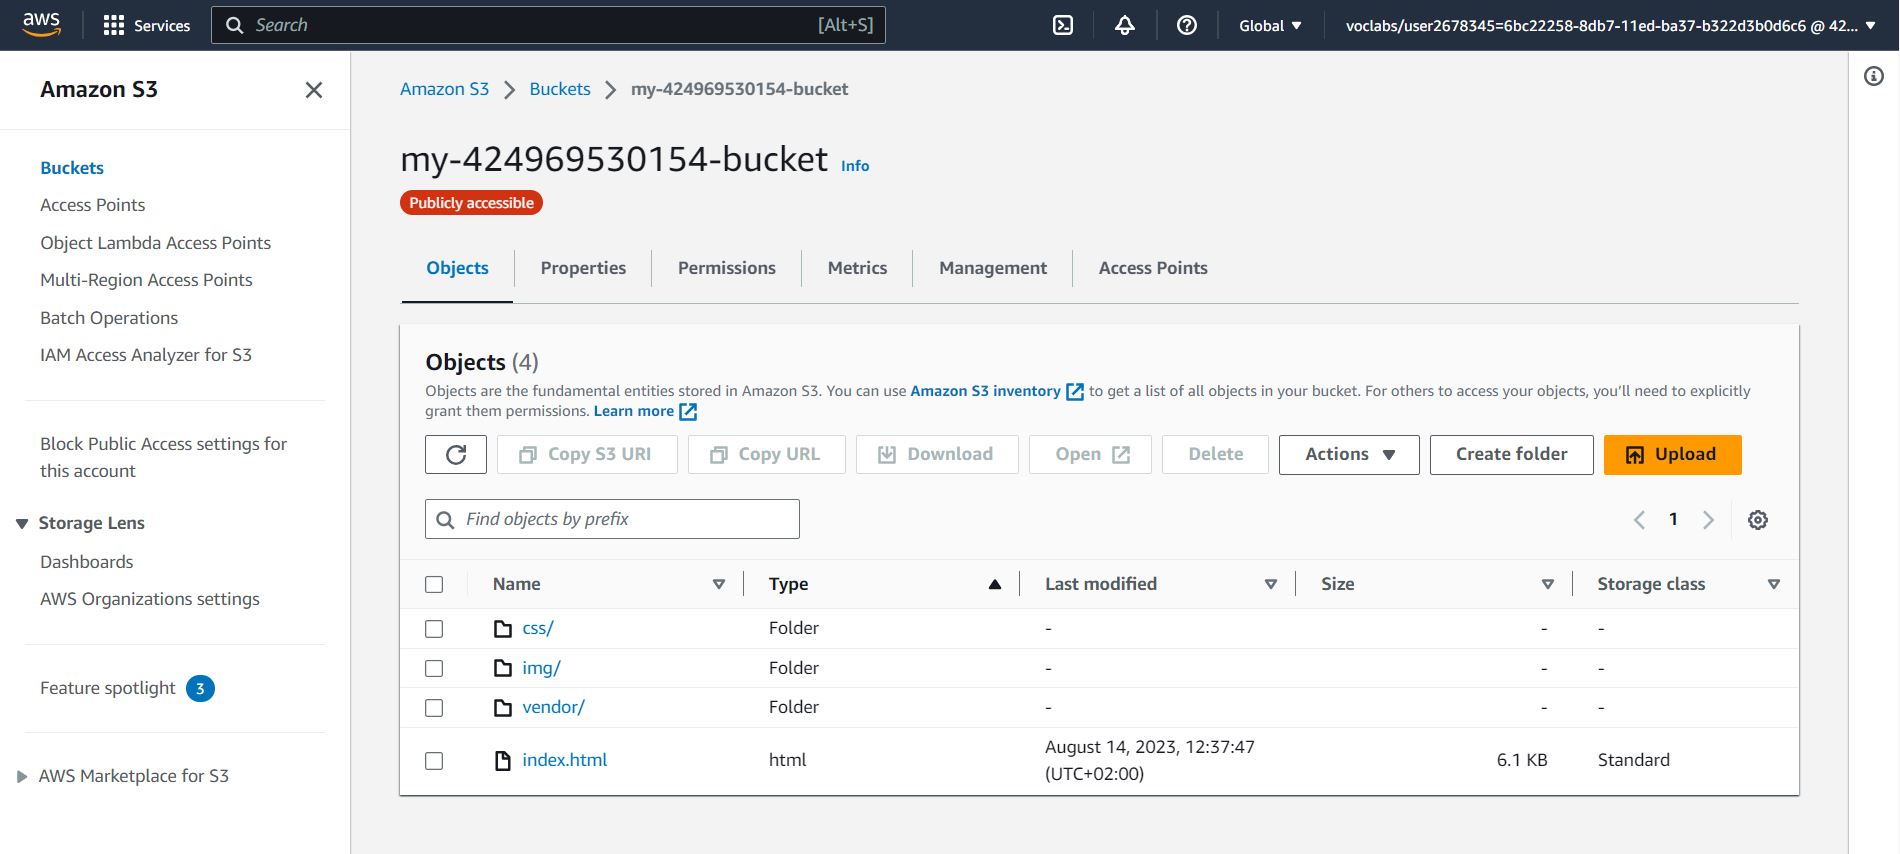 aws
Services
Search [Alt+S]
Global
voclabs/user2678345=6bc22258-8db7-11ed-ba37-b322d3b0d6c6 @ 42...
Amazon S3
Buckets
Access Points
Object Lambda Access Points
Multi-Region Access Points
Batch Operations
IAM Access Analyzer for S3
Block Public Access settings for
this account
Storage Lens
Dashboards
AWS Organizations settings
Feature spotlight 3
AWS Marketplace for S3
Amazon S3 Buckets my-424969530154-bucket
my-424969530154-bucket Info
Publicly accessible
Objects Properties Permissions Metrics Management Access Points
Objects (4)
Objects are the fundamental entities stored in Amazon S3. You can use Amazon S3 inventory to get a list of all objects in your bucket. For others to access your objects, you’ll need to explicitly
grant them permissions. Learn more
Copy S3 URI Copy URL Download Open Delete Actions Create folder Upload
Find objects by prefix
1
Name Type Last modified Size Storage class
css/ Folder - - -
img/ Folder - - -
vendor/ Folder - - -
index.html html August 14, 2023, 12:37:47 6.1 KB Standard
(UTC+02:00)